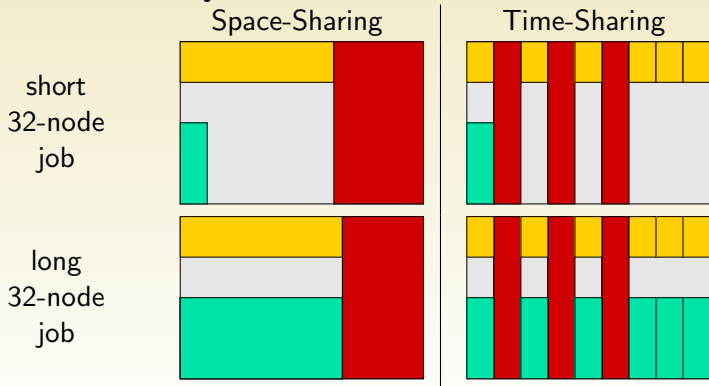 Space-Sharing
Time-Sharing
short
32-node
job
long
32-node
job